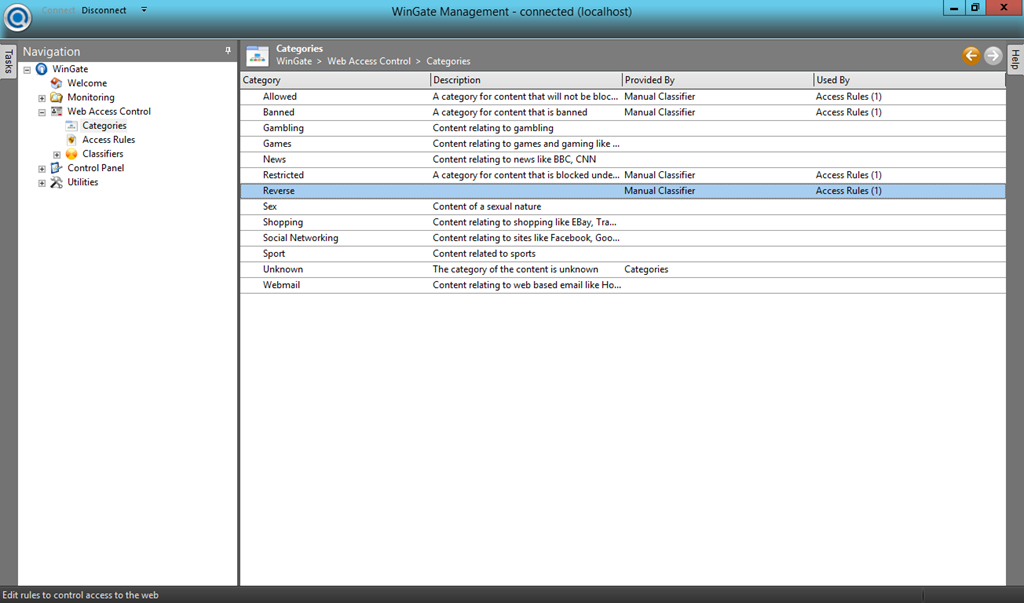 Connect Disconnect
WinGate Management - connected (localhost)
Tasks
Navigation
WinGate
Welcome
Monitoring
Web Access Control
Categories
Access Rules
Classifiers
Control Panel
Utilities
Categories
WinGate > Web Access Control > Categories
Help
Category Description Provided By Used By
Allowed A category for content that will not be bloc... Manual Classifier Access Rules (1)
Banned A category for content that is banned Manual Classifier Access Rules (1)
Gambling Content relating to gambling
Games Content relating to games and gaming like ...
News Content relating to news like BBC, CNN
Restricted A category for content that is blocked unde... Manual Classifier Access Rules (1)
Reverse Manual Classifier Access Rules (1)
Sex Content of a sexual nature
Shopping Content relating to shopping like EBay, Tra...
Social Networking Content relating to sites like Facebook, Goo...
Sport Content related to sports
Unknown The category of the content is unknown Categories
Webmail Content relating to web based email like Ho...
Edit rules to control access to the web